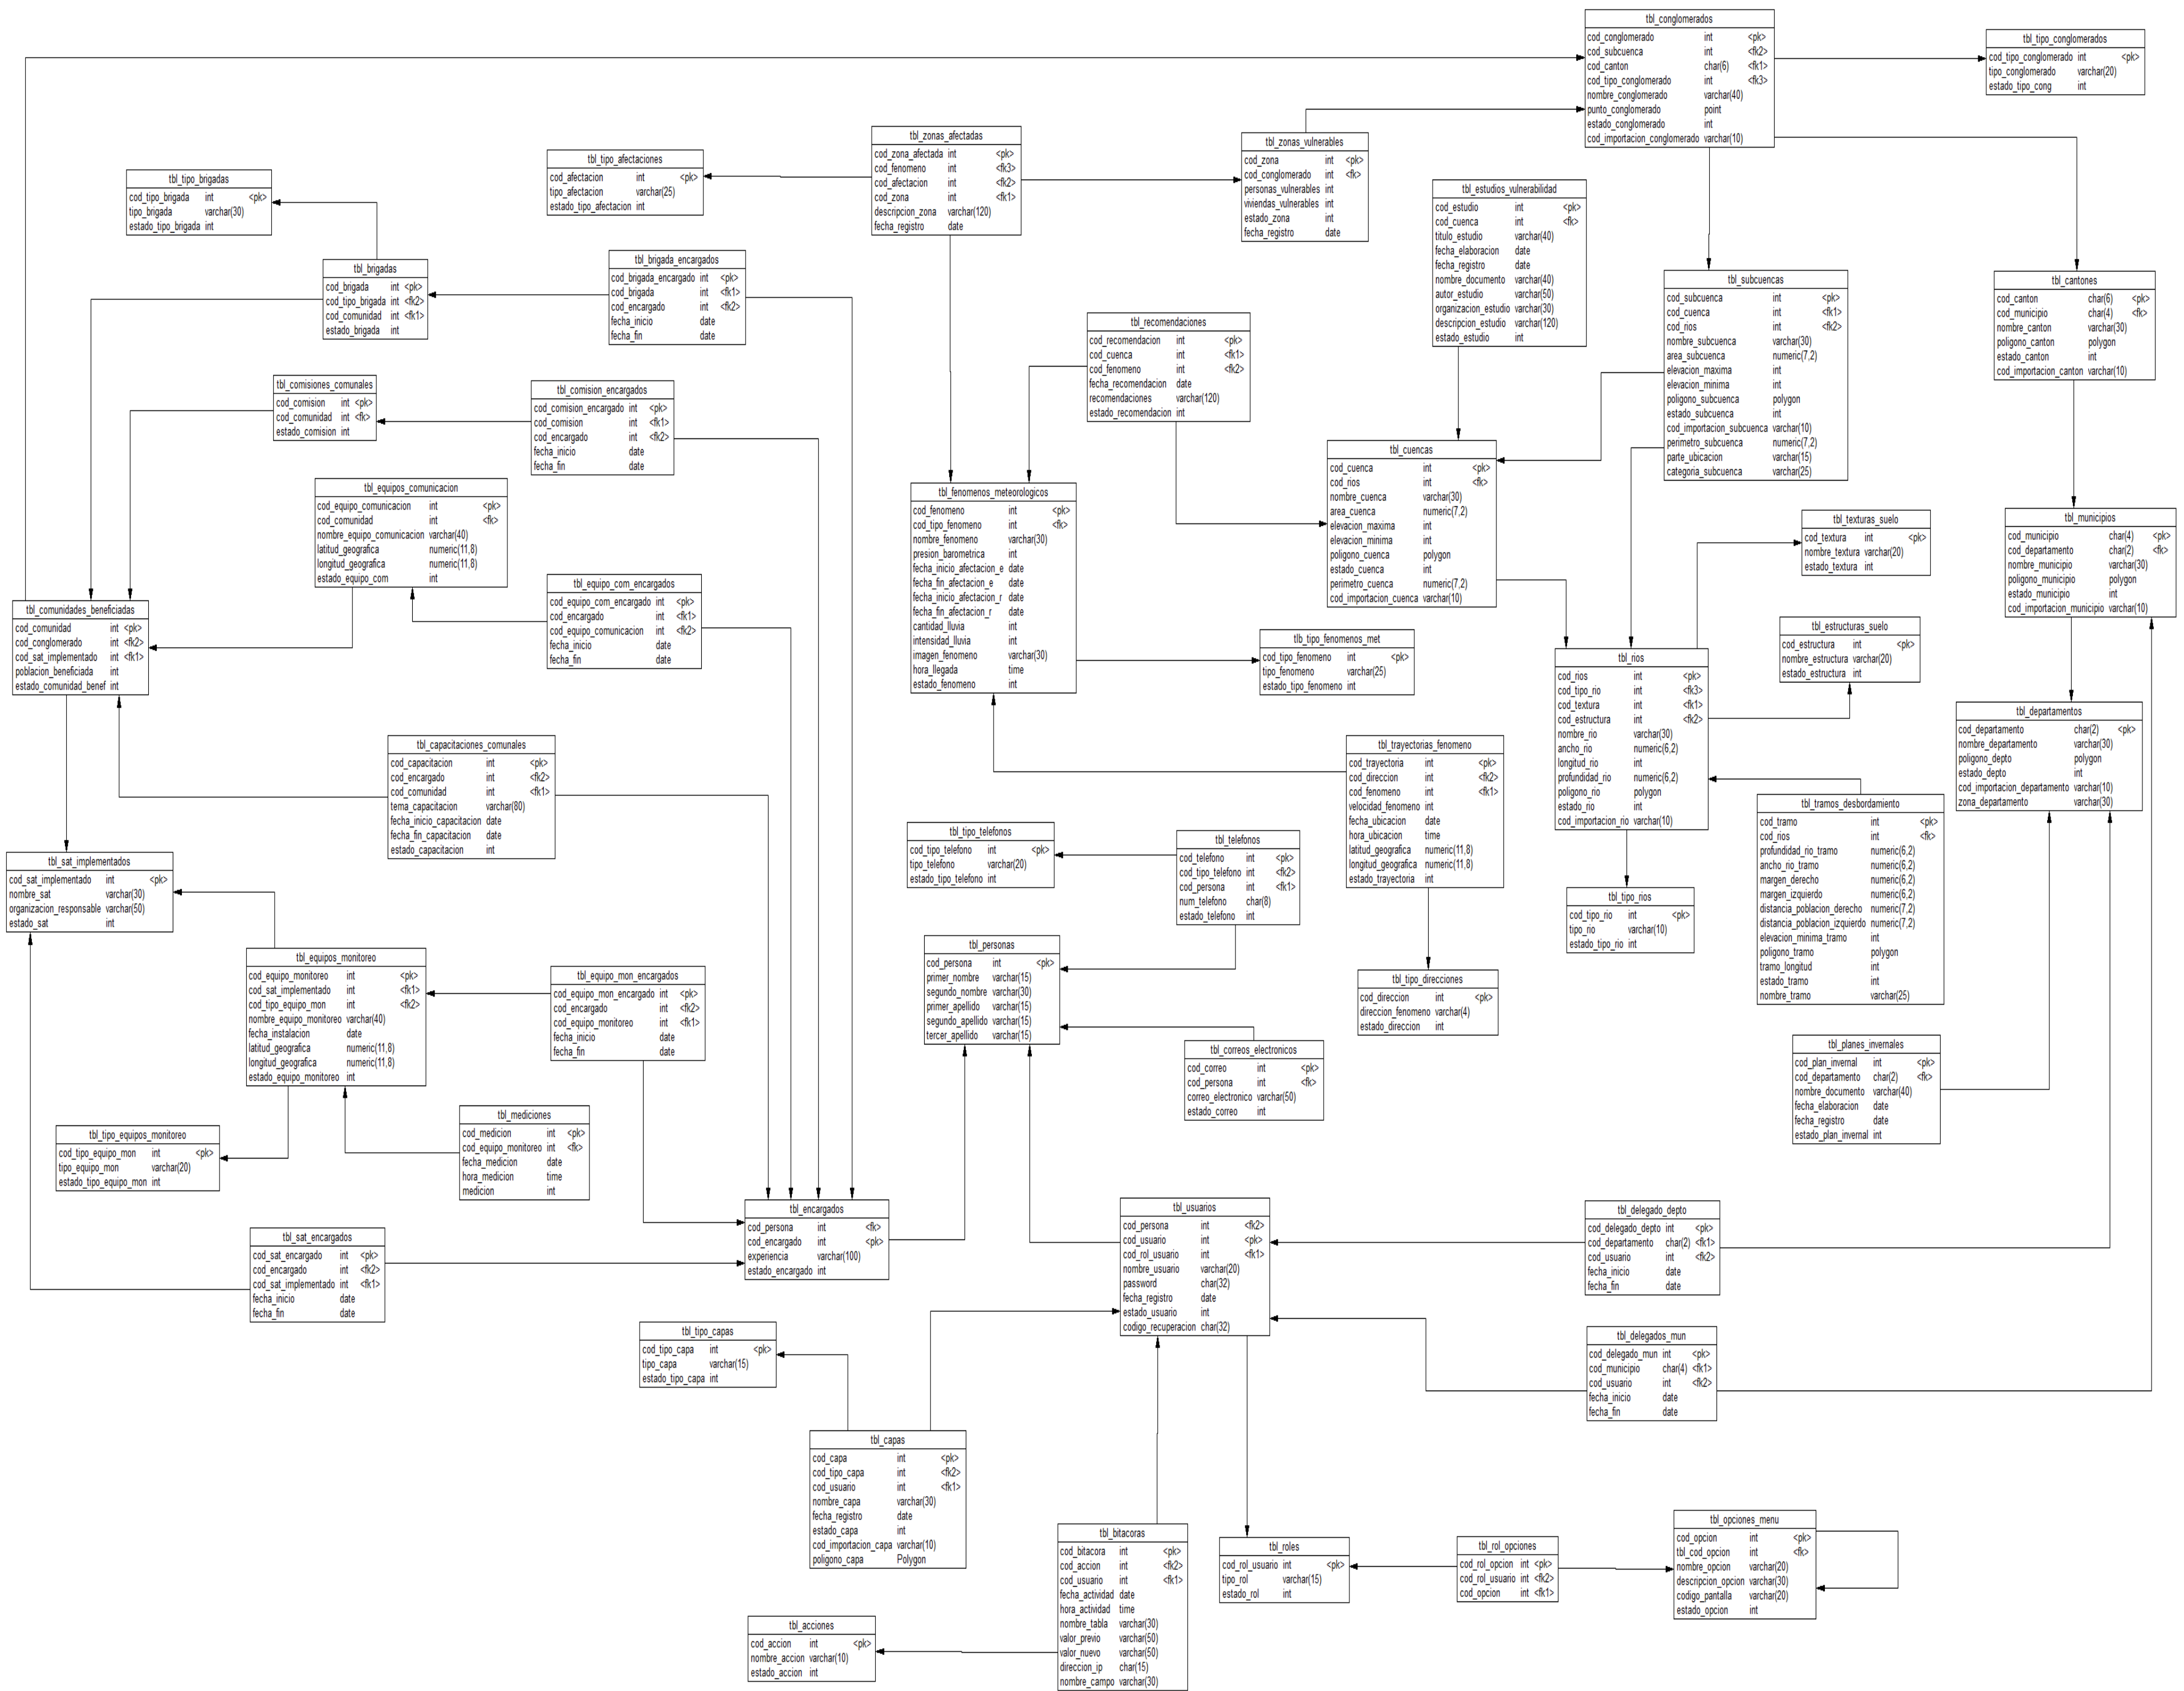 tbl_conglomerados
cod_conglomerado int <pk>
cod_subcuenca int <fk2>
cod_canton char(6) <fk1>
cod_tipo_conglomerado int <fk3>
nombre_conglomerado varchar(40)
punto_conglomerado point
estado_conglomerado int
cod_importacion_conglomerado varchar(10)
tbl_tipo_conglomerados
cod_tipo_conglomerado int <pk>
tipo_conglomerado varchar(20)
estado_tipo_cong int
tbl_zonas_afectadas
cod_zona_afectada int <pk>
cod_fenomeno int <fk3>
cod_afectacion int <fk2>
cod_zona int <fk1>
descripcion_zona varchar(120)
fecha_registro date
tbl_zonas_vulnerables
cod_zona int <pk>
cod_conglomerado int <fk>
personas_vulnerables int
viviendas_vulnerables int
estado_zona int
fecha_registro date
tbl_tipo_afectaciones
cod_afectacion int <pk>
tipo_afectacion varchar(25)
estado_tipo_afectacion int
tbl_tipo_brigadas
cod_tipo_brigada int <pk>
tipo_brigada varchar(30)
estado_tipo_brigada int
tbl_estudios_vulnerabilidad
cod_estudio int <pk>
cod_cuenca int <fk>
titulo_estudio varchar(40)
fecha_elaboracion date
fecha_registro date
nombre_documento varchar(40)
autor_estudio varchar(50)
organizacion_estudio varchar(30)
descripcion_estudio varchar(120)
estado_estudio int
tbl_brigadas
cod_brigada int <pk>
cod_tipo_brigada int <fk2>
cod_comunidad int <fk1>
estado_brigada int
tbl_brigada_encargados
cod_brigada_encargado int <pk>
cod_brigada int <fk1>
cod_encargado int <fk2>
fecha_inicio date
fecha_fin date
tbl_subcuencas
cod_subcuenca int <pk>
cod_cuenca int <fk1>
cod_rios int <fk2>
nombre_subcuenca varchar(30)
area_subcuenca numeric(7,2)
elevacion_maxima int
elevacion_minima int
poligono_subcuenca polygon
estado_subcuenca int
cod_importacion_subcuenca varchar(10)
perimetro_subcuenca numeric(7,2)
parte_ubicacion varchar(15)
categoria_subcuenca varchar(25)
tbl_cantones
cod_canton char(6) <pk>
cod_municipio char(4) <fk>
nombre_canton varchar(30)
poligono_canton polygon
estado_canton int
cod_importacion_canton varchar(10)
tbl_recomendaciones
cod_recomendacion int <pk>
cod_cuenca int <fk1>
cod_fenomeno int <fk2>
fecha_recomendacion date
recomendaciones varchar(120)
estado_recomendacion int
tbl_comisiones_comunales
cod_comision int <pk>
cod_comunidad int <fk>
estado_comision int
tbl_comision_encargados
cod_comision_encargado int <pk>
cod_comision int <fk1>
cod_encargado int <fk2>
fecha_inicio date
fecha_fin date
tbl_cuencas
cod_cuenca int <pk>
cod_rios int <fk>
nombre_cuenca varchar(30)
area_cuenca numeric(7,2)
elevacion_maxima int
elevacion_minima int
poligono_cuenca polygon
estado_cuenca int
perimetro_cuenca numeric(7,2)
cod_importacion_cuenca varchar(10)
tbl_equipos_comunicacion
cod_equipo_comunicacion int <pk>
cod_comunidad int <fk>
nombre_equipo_comunicacion varchar(40)
latitud_geografica numeric(11,8)
longitud_geografica numeric(11,8)
estado_equipo_com int
tbl_fenomenos_meteorologicos
cod_fenomeno int <pk>
cod_tipo_fenomeno int <fk>
nombre_fenomeno varchar(30)
presion_barometrica int
fecha_inicio_afectacion_e date
fecha_fin_afectacion_e date
fecha_inicio_afectacion_r date
fecha_fin_afectacion_r date
cantidad_lluvia int
intensidad_lluvia int
imagen_fenomeno varchar(30)
hora_llegada time
estado_fenomeno int
tbl_texturas_suelo
cod_textura int <pk>
nombre_textura varchar(20)
estado_textura int
tbl_municipios
cod_municipio char(4) <pk>
cod_departamento char(2) <fk>
nombre_municipio varchar(30)
poligono_municipio polygon
estado_municipio int
cod_importacion_municipio varchar(10)
tbl_equipo_com_encargados
cod_equipo_com_encargado int <pk>
cod_encargado int <fk1>
cod_equipo_comunicacion int <fk2>
fecha_inicio date
fecha_fin date
tbl_comunidades_beneficiadas
cod_comunidad int <pk>
cod_conglomerado int <fk2>
cod_sat_implementado int <fk1>
poblacion_beneficiada int
estado_comunidad_benef int
tlb_tipo_fenomenos_met
cod_tipo_fenomeno int <pk>
tipo_fenomeno varchar(25)
estado_tipo_fenomeno int
tbl_estructuras_suelo
cod_estructura int <pk>
nombre_estructura varchar(20)
estado_estructura int
tbl_rios
cod_rios int <pk>
cod_tipo_rio int <fk3>
cod_textura int <fk1>
cod_estructura int <fk2>
nombre_rio varchar(30)
ancho_rio numeric(6,2)
longitud_rio int
profundidad_rio numeric(6,2)
poligono_rio polygon
estado_rio int
cod_importacion_rio varchar(10)
tbl_departamentos
cod_departamento char(2) <pk>
nombre_departamento varchar(30)
poligono_depto polygon
estado_depto int
cod_importacion_departamento varchar(10)
zona_departamento varchar(30)
tbl_capacitaciones_comunales
cod_capacitacion int <pk>
cod_encargado int <fk2>
cod_comunidad int <fk1>
tema_capacitacion varchar(80)
fecha_inicio_capacitacion date
fecha_fin_capacitacion date
estado_capacitacion int
tbl_trayectorias_fenomeno
cod_trayectoria int <pk>
cod_direccion int <fk2>
cod_fenomeno int <fk1>
velocidad_fenomeno int
fecha_ubicacion date
hora_ubicacion time
latitud_geografica numeric(11,8)
longitud_geografica numeric(11,8)
estado_trayectoria int
tbl_tramos_desbordamiento
cod_tramo int <pk>
cod_rios int <fk>
profundidad_rio_tramo numeric(6,2)
ancho_rio_tramo numeric(6,2)
margen_derecho numeric(6,2)
margen_izquierdo numeric(6,2)
distancia_poblacion_derecho numeric(7,2)
distancia_poblacion_izquierdo numeric(7,2)
elevacion_minima_tramo int
poligono_tramo polygon
tramo_longitud int
estado_tramo int
nombre_tramo varchar(25)
tbl_tipo_telefonos
cod_tipo_telefono int <pk>
tipo_telefono varchar(20)
estado_tipo_telefono int
tbl_telefonos
cod_telefono int <pk>
cod_tipo_telefono int <fk2>
cod_persona int <fk1>
num_telefono char(8)
estado_telefono int
tbl_sat_implementados
cod_sat_implementado int <pk>
nombre_sat varchar(30)
organizacion_responsable varchar(50)
estado_sat int
tbl_tipo_rios
cod_tipo_rio int <pk>
tipo_rio varchar(10)
estado_tipo_rio int
tbl_personas
cod_persona int <pk>
primer_nombre varchar(15)
segundo_nombre varchar(30)
primer_apellido varchar(15)
segundo_apellido varchar(15)
tercer_apellido varchar(15)
tbl_equipos_monitoreo
cod_equipo_monitoreo int <pk>
cod_sat_implementado int <fk1>
cod_tipo_equipo_mon int <fk2>
nombre_equipo_monitoreo varchar(40)
fecha_instalacion date
latitud_geografica numeric(11,8)
longitud_geografica numeric(11,8)
estado_equipo_monitoreo int
tbl_equipo_mon_encargados
cod_equipo_mon_encargado int <pk>
cod_encargado int <fk2>
cod_equipo_monitoreo int <fk1>
fecha_inicio date
fecha_fin date
tbl_tipo_direcciones
cod_direccion int <pk>
direccion_fenomeno varchar(4)
estado_direccion int
tbl_correos_electronicos
cod_correo int <pk>
cod_persona int <fk>
correo_electronico varchar(50)
estado_correo int
tbl_planes_invernales
cod_plan_invernal int <pk>
cod_departamento char(2) <fk>
nombre_documento varchar(40)
fecha_elaboracion date
fecha_registro date
estado_plan_invernal int
tbl_mediciones
cod_medicion int <pk>
cod_equipo_monitoreo int <fk>
fecha_medicion date
hora_medicion time
medicion int
tbl_tipo_equipos_monitoreo
cod_tipo_equipo_mon int <pk>
tipo_equipo_mon varchar(20)
estado_tipo_equipo_mon int
tbl_encargados
cod_persona int <fk>
cod_encargado int <pk>
experiencia varchar(100)
estado_encargado int
tbl_usuarios
cod_persona int <fk2>
cod_usuario int <pk>
cod_rol_usuario int <fk1>
nombre_usuario varchar(20)
password char(32)
fecha_registro date
estado_usuario int
codigo_recuperacion char(32)
tbl_delegado_depto
cod_delegado_depto int <pk>
cod_departamento char(2) <fk1>
cod_usuario int <fk2>
fecha_inicio date
fecha_fin date
tbl_sat_encargados
cod_sat_encargado int <pk>
cod_encargado int <fk2>
cod_sat_implementado int <fk1>
fecha_inicio date
fecha_fin date
tbl_tipo_capas
cod_tipo_capa int <pk>
tipo_capa varchar(15)
estado_tipo_capa int
tbl_delegados_mun
cod_delegado_mun int <pk>
cod_municipio char(4) <fk1>
cod_usuario int <fk2>
fecha_inicio date
fecha_fin date
tbl_capas
cod_capa int <pk>
cod_tipo_capa int <fk2>
cod_usuario int <fk1>
nombre_capa varchar(30)
fecha_registro date
estado_capa int
cod_importacion_capa varchar(10)
poligono_capa Polygon
tbl_bitacoras
cod_bitacora int <pk>
cod_accion int <fk2>
cod_usuario int <fk1>
fecha_actividad date
hora_actividad time
nombre_tabla varchar(30)
valor_previo varchar(50)
valor_nuevo varchar(50)
direccion_ip char(15)
nombre_campo varchar(30)
tbl_roles
cod_rol_usuario int <pk>
tipo_rol varchar(15)
estado_rol int
tbl_rol_opciones
cod_rol_opcion int <pk>
cod_rol_usuario int <fk2>
cod_opcion int <fk1>
tbl_opciones_menu
cod_opcion int <pk>
tbl_cod_opcion int <fk>
nombre_opcion varchar(20)
descripcion_opcion varchar(30)
codigo_pantalla varchar(20)
estado_opcion int
tbl_acciones
cod_accion int <pk>
nombre_accion varchar(10)
estado_accion int